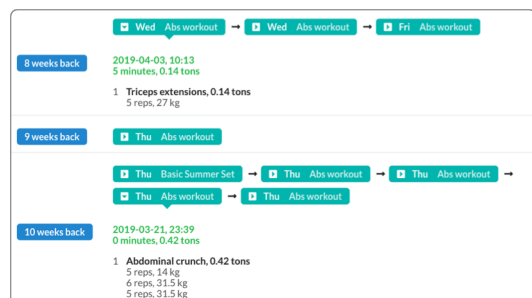 Wed Abs workout → Wed Abs workout → Fri Abs workout
8 weeks back
2019-04-03, 10:13
5 minutes, 0.14 tons
1 Triceps extensions, 0.14 tons
5 reps, 27 kg
9 weeks back
Thu Abs workout
Thu Basic Summer Set → Thu Abs workout → Thu Abs workout →
Thu Abs workout → Thu Abs workout
10 weeks back
2019-03-21, 23:39
0 minutes, 0.42 tons
1 Abdominal crunch, 0.42 tons
5 reps, 14 kg
6 reps, 31.5 kg
5 reps, 31.5 kg